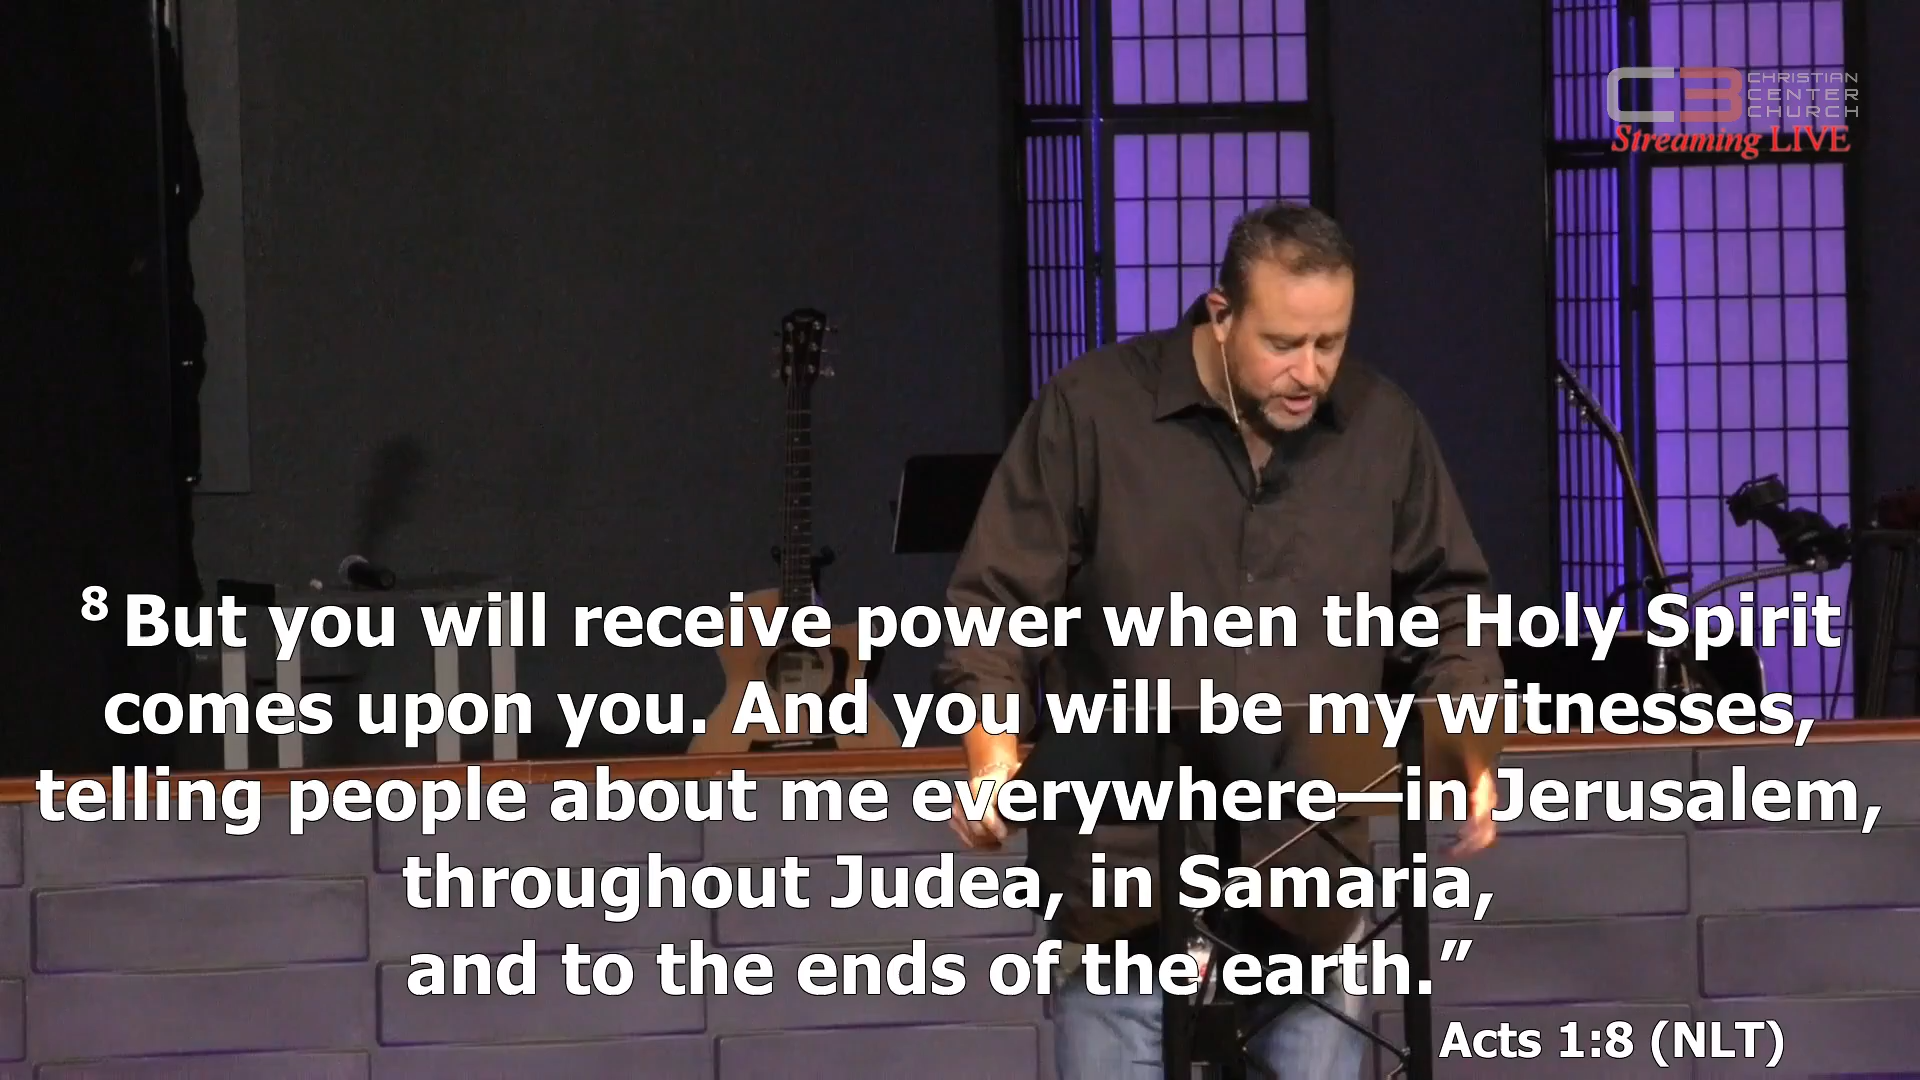 C3 CHRISTIAN
CENTER
CHURCH
Streaming LIVE
8 But you will receive power when the Holy Spirit
comes upon you. And you will be my witnesses,
telling people about me everywhere—in Jerusalem,
throughout Judea, in Samaria,
and to the ends of the earth.”
Acts 1:8 (NLT)